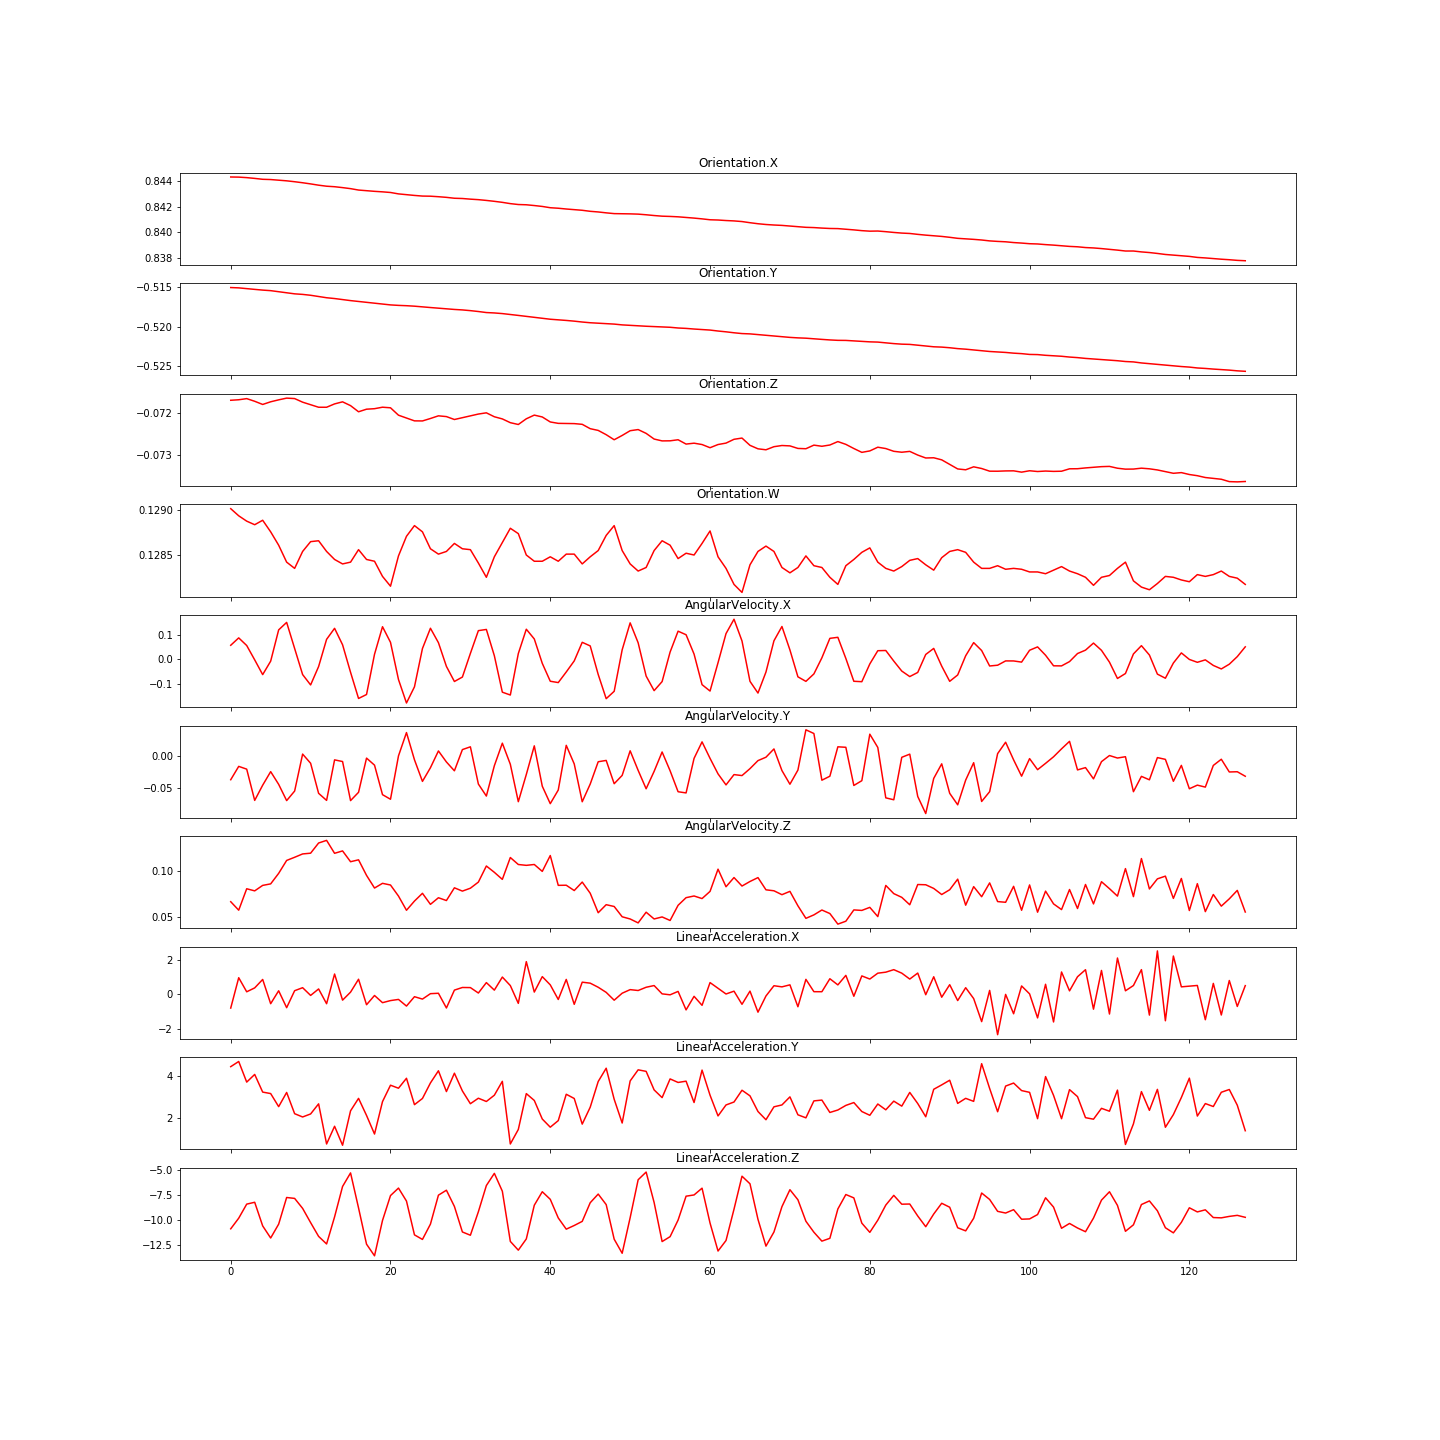 Orientation.X
0.844
0.842
0.840
0.838
Orientation.Y
−0.515
−0.520
−0.525
Orientation.Z
−0.072
−0.073
Orientation.W
0.1290
0.1285
AngularVelocity.X
0.1
0.0
−0.1
AngularVelocity.Y
0.00
−0.05
AngularVelocity.Z
0.10
0.05
LinearAcceleration.X
2
0
−2
LinearAcceleration.Y
4
2
LinearAcceleration.Z
−5.0
−7.5
−10.0
−12.5
0 20 40 60 80 100 120